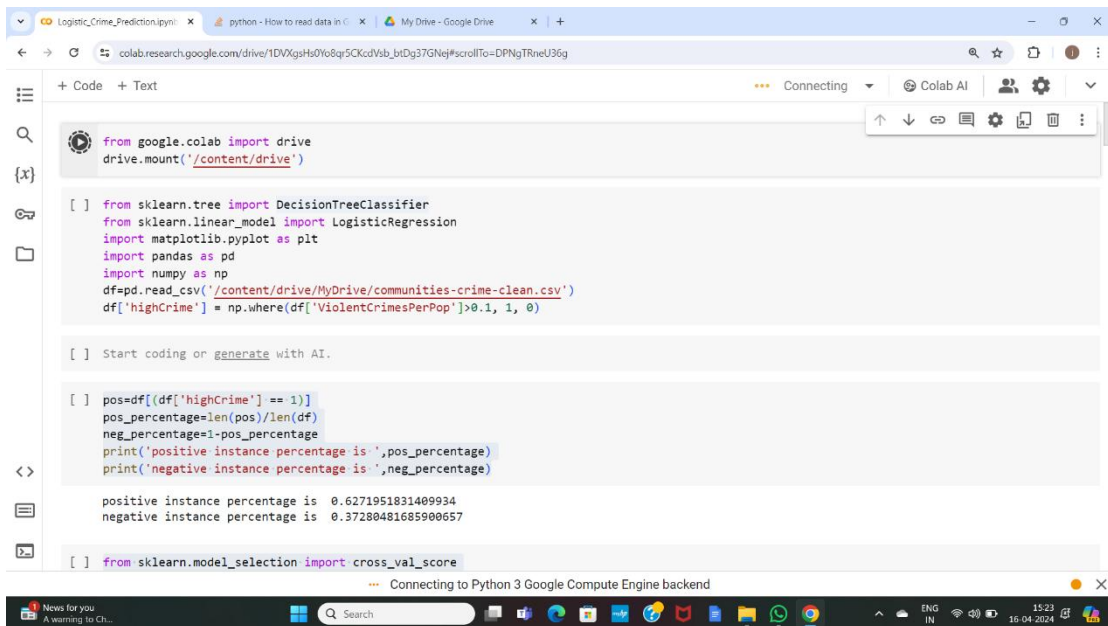 Logistic_Crime_Prediction.ipynb
python - How to read data in G
My Drive - Google Drive
colab.research.google.com/drive/1DVXgsHs0Yo8qr5CKcdVsb_btDg37GNej#scrollTo=DPNgTRneU36g
+ Code + Text
Connecting
Colab AI
from google.colab import drive
drive.mount('/content/drive')
{x}
[ ] from sklearn.tree import DecisionTreeClassifier
from sklearn.linear_model import LogisticRegression
import matplotlib.pyplot as plt
import pandas as pd
import numpy as np
df=pd.read_csv('/content/drive/MyDrive/communities-crime-clean.csv')
df['highCrime'] = np.where(df['ViolentCrimesPerPop']>0.1, 1, 0)
[ ] Start coding or generate with AI.
[ ] pos=df[(df['highCrime'] == 1)]
pos_percentage=len(pos)/len(df)
neg_percentage=1-pos_percentage
print('positive instance percentage is ',pos_percentage)
print('negative instance percentage is ',neg_percentage)
positive instance percentage is 0.6271951831409934
negative instance percentage is 0.37280481685900657
[ ] from sklearn.model_selection import cross_val_score
Connecting to Python 3 Google Compute Engine backend
1
News for you
A warning to Ch...
Search
ENG
IN
15:23
16-04-2024